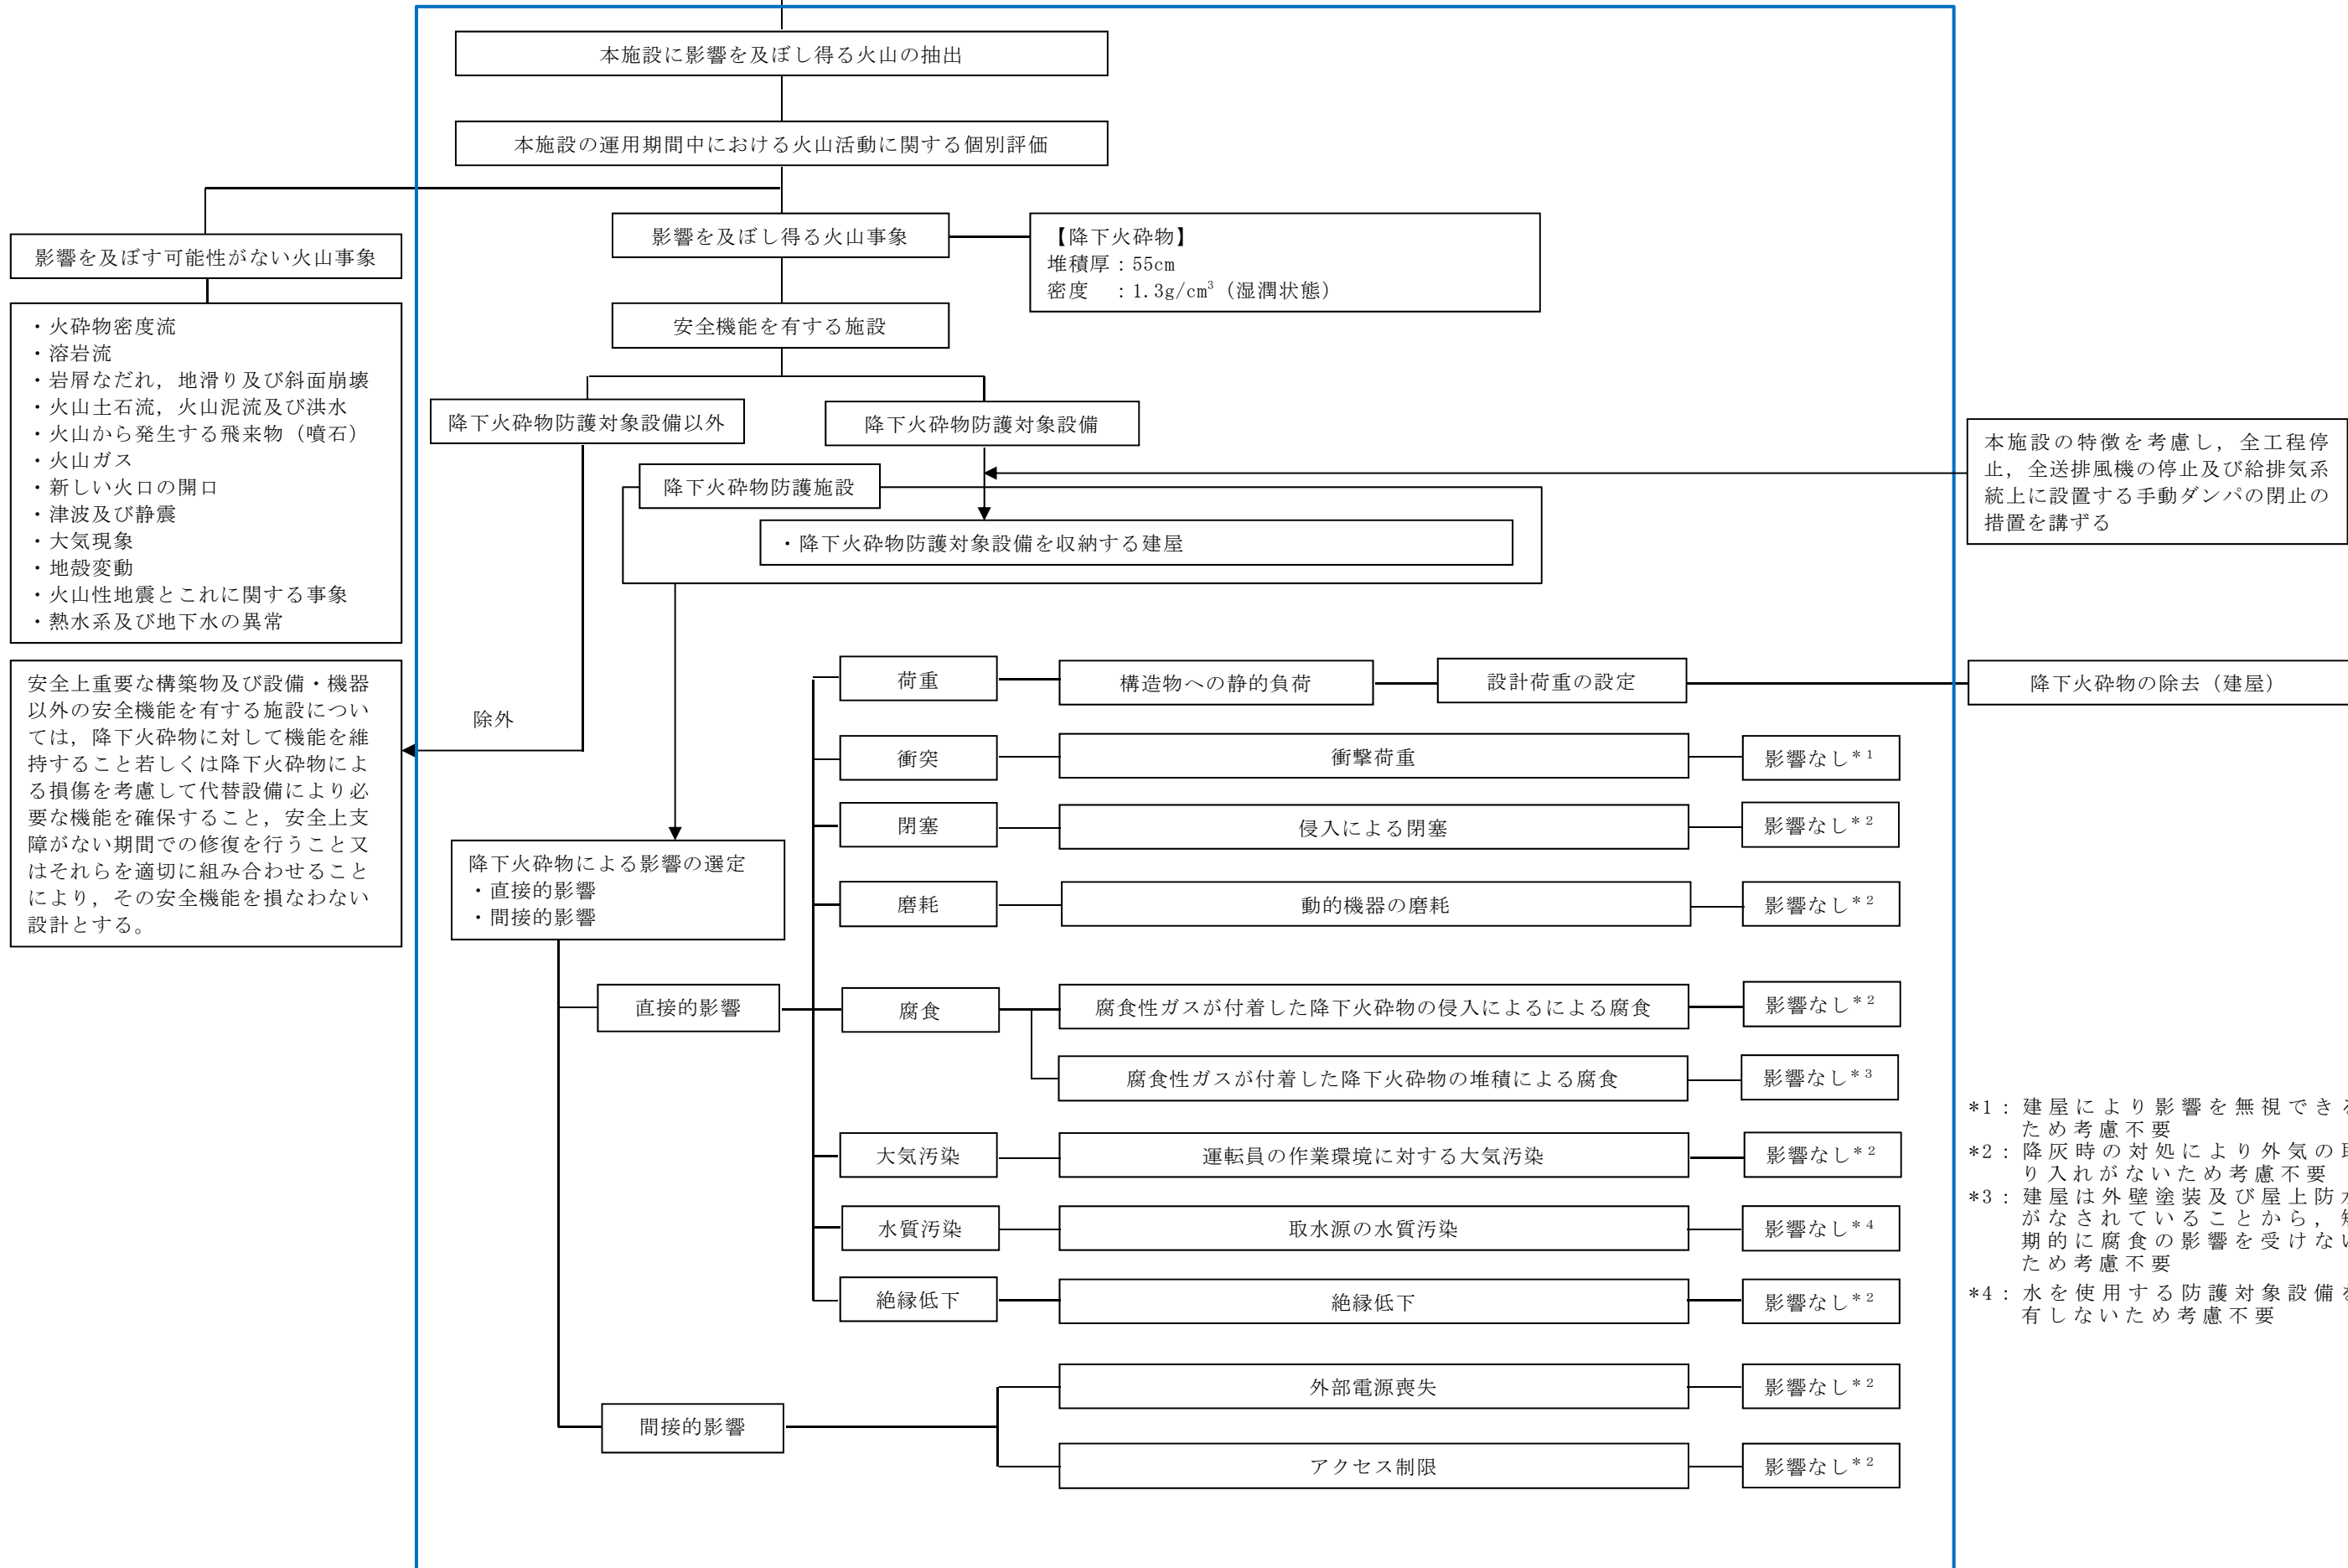 本施設に影響を及ぼし得る火山の抽出
本施設の運用期間中における火山活動に関する個別評価
影響を及ぼす可能性がない火山事象
・火砕物密度流
・溶岩流
・岩屑なだれ，地滑り及び斜面崩壊
・火山土石流，火山泥流及び洪水
・火山から発生する飛来物（噴石）
・火山ガス
・新しい火口の開口
・津波及び静震
・大気現象
・地殻変動
・火山性地震とこれに関する事象
・熱水系及び地下水の異常
影響を及ぼし得る火山事象
【降下火砕物】
堆積厚：55cm
密度　：1.3g/cm³（湿潤状態）
安全機能を有する施設
降下火砕物防護対象設備以外
降下火砕物防護対象設備
本施設の特徴を考慮し，全工程停
止，全送排風機の停止及び給排気系
統上に設置する手動ダンパの閉止の
措置を講ずる
降下火砕物防護施設
・降下火砕物防護対象設備を収納する建屋
除外
安全上重要な構築物及び設備・機器
以外の安全機能を有する施設につい
ては，降下火砕物に対して機能を維
持すること若しくは降下火砕物によ
る損傷を考慮して代替設備により必
要な機能を確保すること，安全上支
障がない期間での修復を行うこと又
はそれらを適切に組み合わせること
により，その安全機能を損なわない
設計とする。
降下火砕物による影響の選定
・直接的影響
・間接的影響
直接的影響
荷重
構造物への静的負荷
設計荷重の設定
降下火砕物の除去（建屋）
衝突
衝撃荷重
影響なし*1
閉塞
侵入による閉塞
影響なし*2
磨耗
動的機器の磨耗
影響なし*2
腐食
腐食性ガスが付着した降下火砕物の侵入によるによる腐食
影響なし*2
腐食性ガスが付着した降下火砕物の堆積による腐食
影響なし*3
大気汚染
運転員の作業環境に対する大気汚染
影響なし*2
水質汚染
取水源の水質汚染
影響なし*4
絶縁低下
絶縁低下
影響なし*2
間接的影響
外部電源喪失
影響なし*2
アクセス制限
影響なし*2
*1：建屋により影響を無視できる
ため考慮不要
*2：降灰時の対処により外気の取
り入れがないため考慮不要
*3：建屋は外壁塗装及び屋上防水
がなされていることから，短
期的に腐食の影響を受けない
ため考慮不要
*4：水を使用する防護対象設備を
有しないため考慮不要